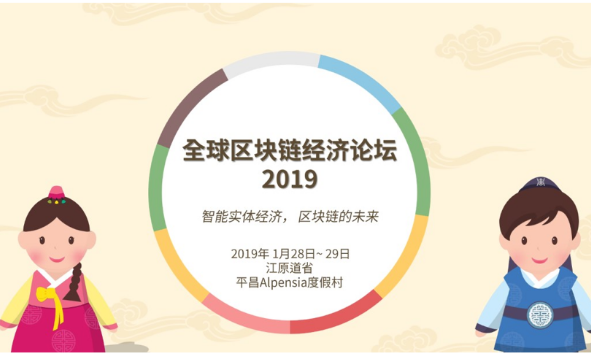 全球区块链经济论坛
2019
智能实体经济， 区块链的未来
2019年 1月28日~ 29日
江原道省
平昌Alpensia度假村